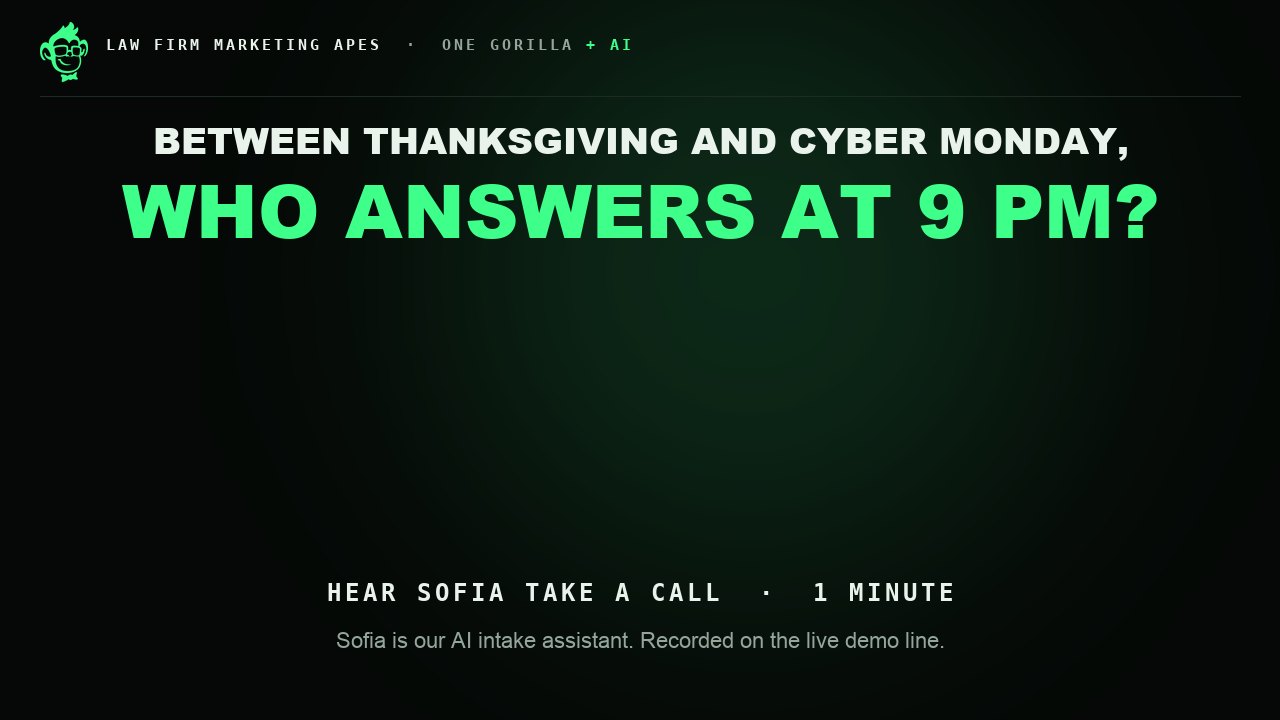 LAW FIRM MARKETING APES · ONE GORILLA + AI
BETWEEN THANKSGIVING AND CYBER MONDAY,
WHO ANSWERS AT 9 PM?
HEAR SOFIA TAKE A CALL · 1 MINUTE
Sofia is our AI intake assistant. Recorded on the live demo line.